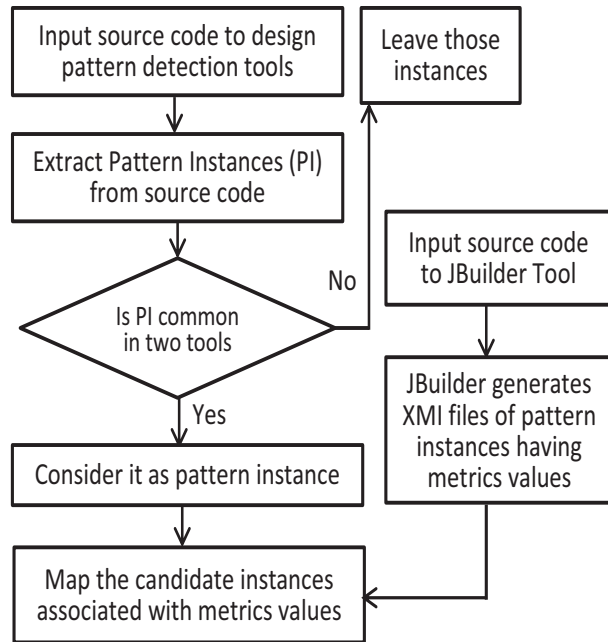 Input source code to design
pattern detection tools
Leave those
instances
Extract Pattern Instances (PI)
from source code
Input source code
to JBuilder Tool
No
Is PI common
in two tools
JBuilder generates
XMI files of pattern
instances having
metrics values
Yes
Consider it as pattern instance
Map the candidate instances
associated with metrics values